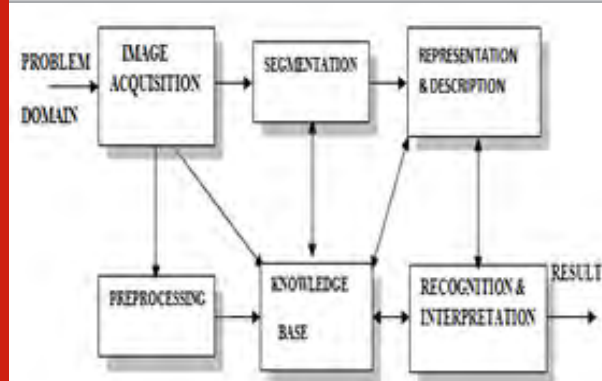 PROBLEM
DOMAIN
IMAGE
ACQUISITION
SEGMENTATION
REPRESENTATION
& DESCRIPTION
PREPROCESSING
KNOWLEDGE
BASE
RECOGNITION &
INTERPRETATION
RESULT